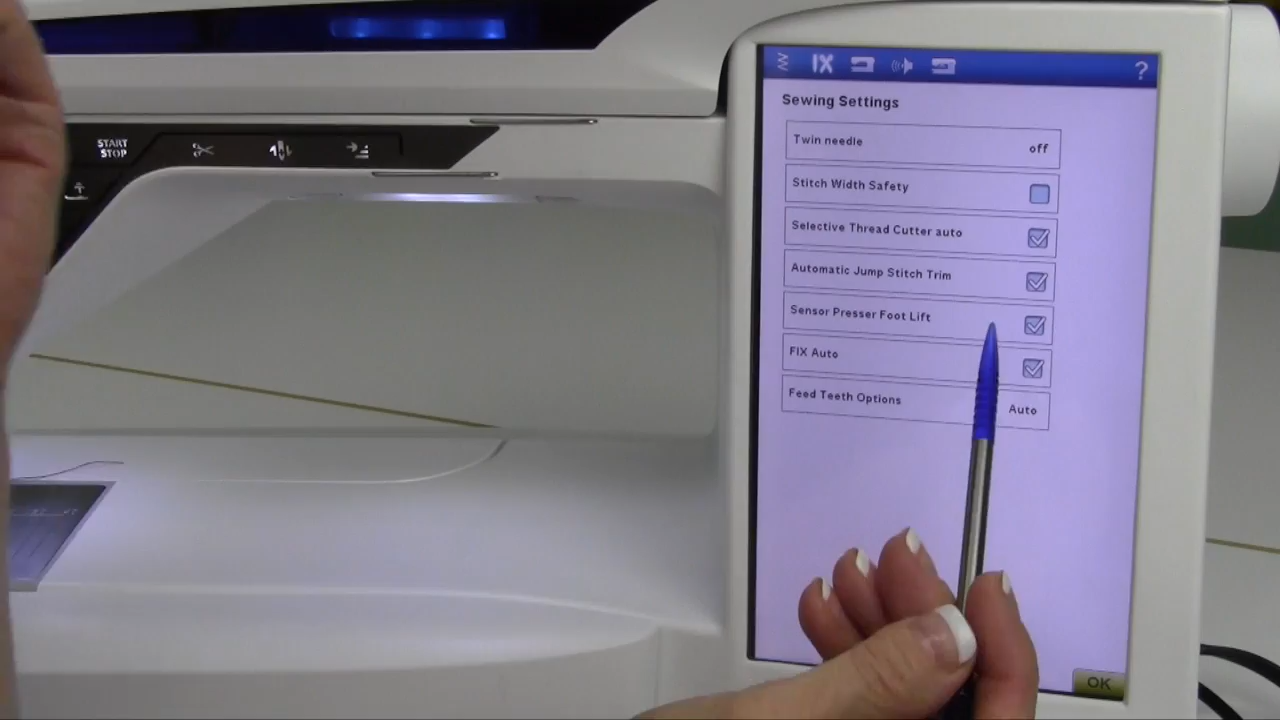 START
STOP
?
Sewing Settings
Twin needle off
Stitch Width Safety
Selective Thread Cutter auto
Automatic Jump Stitch Trim
Sensor Presser Foot Lift
FIX Auto
Feed Teeth Options Auto
OK